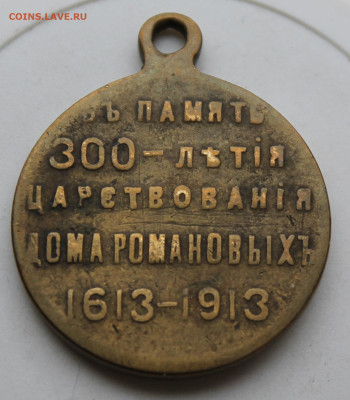 COINS.LAVE.RU
ВЪ ПАМЯТЬ
300-ЛѢТІЯ
ЦАРСТВОВАНІЯ
ДОМА РОМАНОВЫХЪ
1613-1913